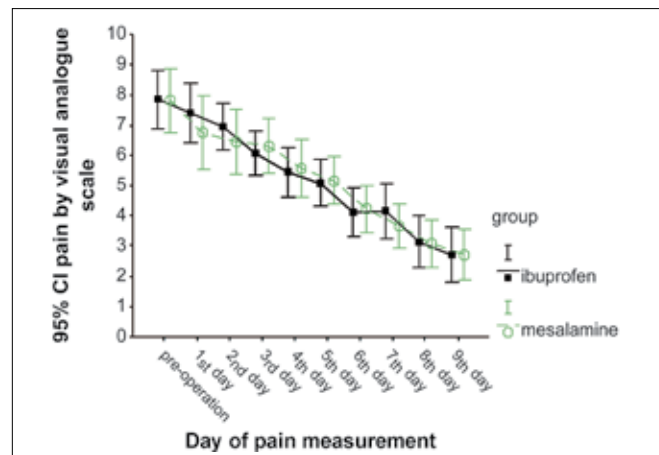 95% CI pain by visual analogue
scale
10
9
8
7
6
5
4
3
2
1
0
pre-operation
1st day
2nd day
3rd day
4th day
5th day
6th day
7th day
8th day
9th day
Day of pain measurement
group
ibuprofen
mesalamine